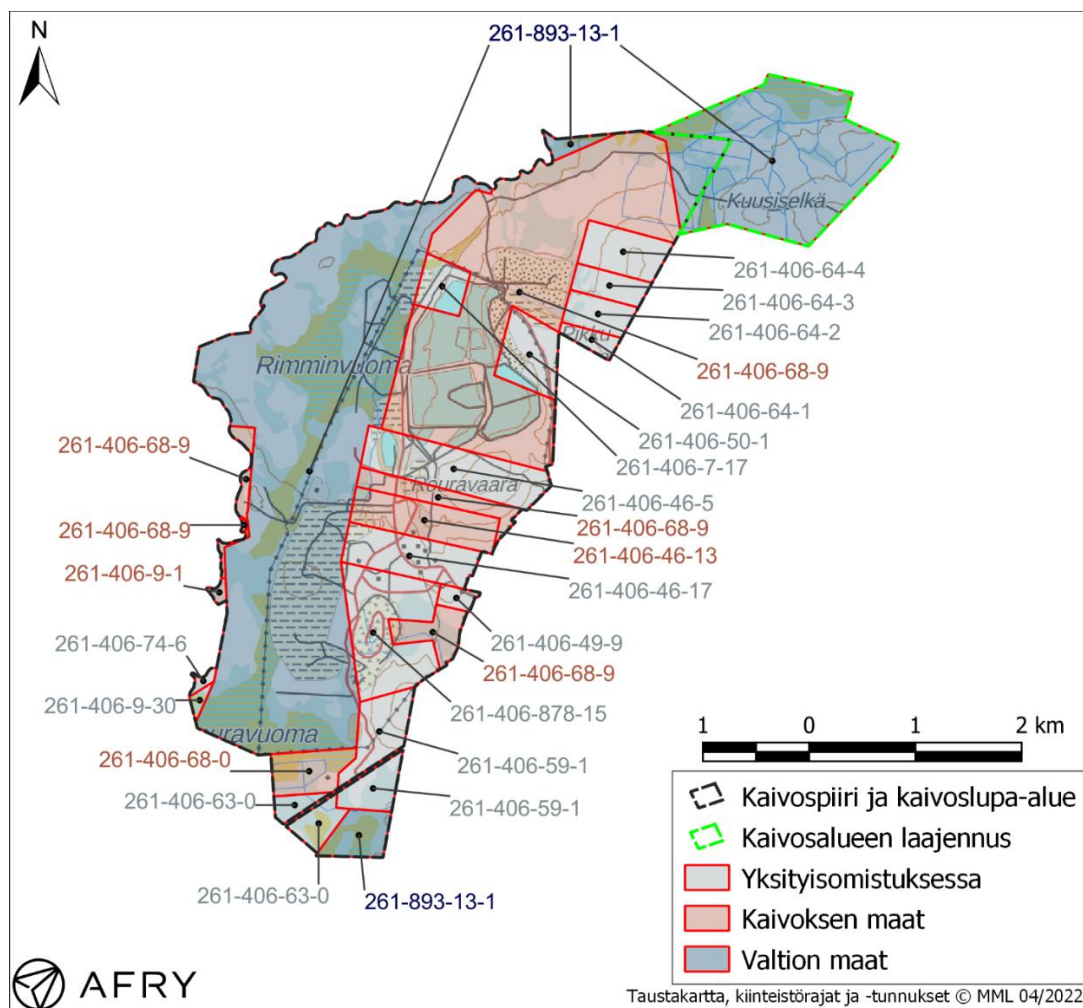 N
261-893-13-1
Kuusiselkä
261-406-64-4
261-406-64-3
261-406-64-2
Pikku
261-406-68-9
261-406-64-1
261-406-50-1
261-406-7-17
Rimminvuoma
261-406-68-9
261-406-46-5
Rouravaara
261-406-68-9
261-406-68-9
261-406-46-13
261-406-9-1
261-406-46-17
261-406-74-6
261-406-49-9
261-406-68-9
261-406-9-30
261-406-878-15
uravuoma
261-406-68-0
261-406-59-1
261-406-63-0
261-406-59-1
261-406-63-0
261-893-13-1
1 0 1 2 km
Kaivospiiri ja kaivoslupa-alue
Kaivosalueen laajennus
Yksityisomistuksessa
Kaivoksen maat
Valtion maat
AFRY
Taustakartta, kiinteistörajat ja -tunnukset © MML 04/2022